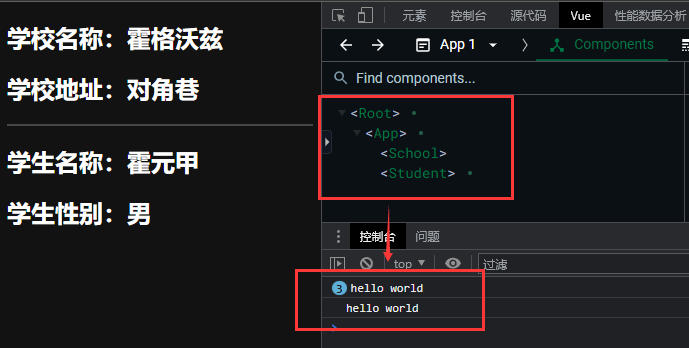 学校名称：霍格沃兹
学校地址：对角巷
学生名称：霍元甲
学生性别：男
元素 控制台 源代码 Vue 性能数据分析
App 1 Components
Find components...
<Root>
<App>
<School>
<Student>
控制台 问题
top 过滤
3 hello world
hello world